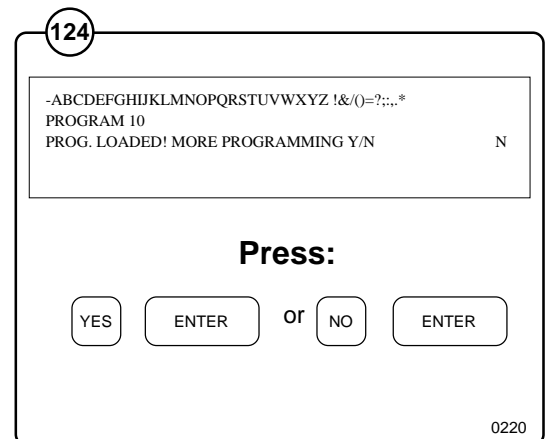 124
-ABCDEFGHIJKLMNOPQRSTUVWXYZ !&/()=?;:,.*
PROGRAM 10
PROG. LOADED! MORE PROGRAMMING Y/N N
Press:
YES ENTER or NO ENTER
0220